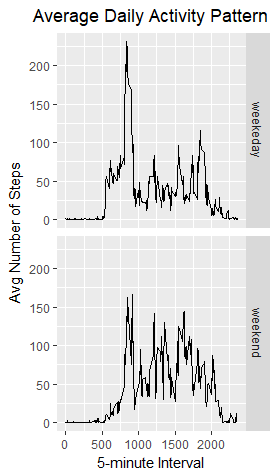 Average Daily Activity Pattern
Avg Number of Steps
200
150
100
50
0
weekeday
200
150
100
50
0
weekend
0 500 1000 1500 2000
5-minute Interval